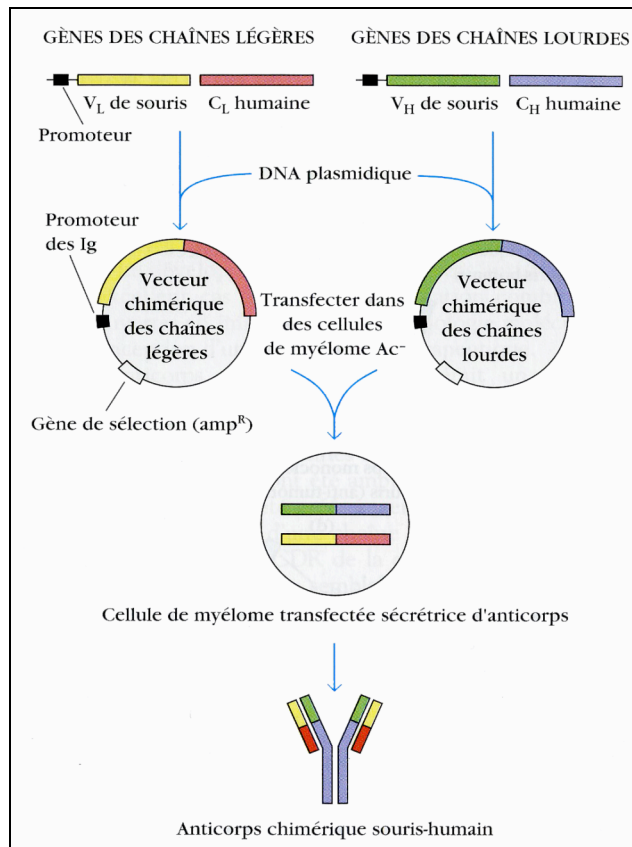 GÈNES DES CHAÎNES LÉGÈRES
GÈNES DES CHAÎNES LOURDES
V_L de souris
C_L humaine
V_H de souris
C_H humaine
Promoteur
DNA plasmidique
Promoteur
des Ig
Vecteur
chimérique
des chaînes
légères
Transfecter dans
des cellules
de myélome Ac⁻
Vecteur
chimérique
des chaînes
lourdes
Gène de sélection (amp^R)
Cellule de myélome transfectée sécrétrice d'anticorps
Anticorps chimérique souris-humain